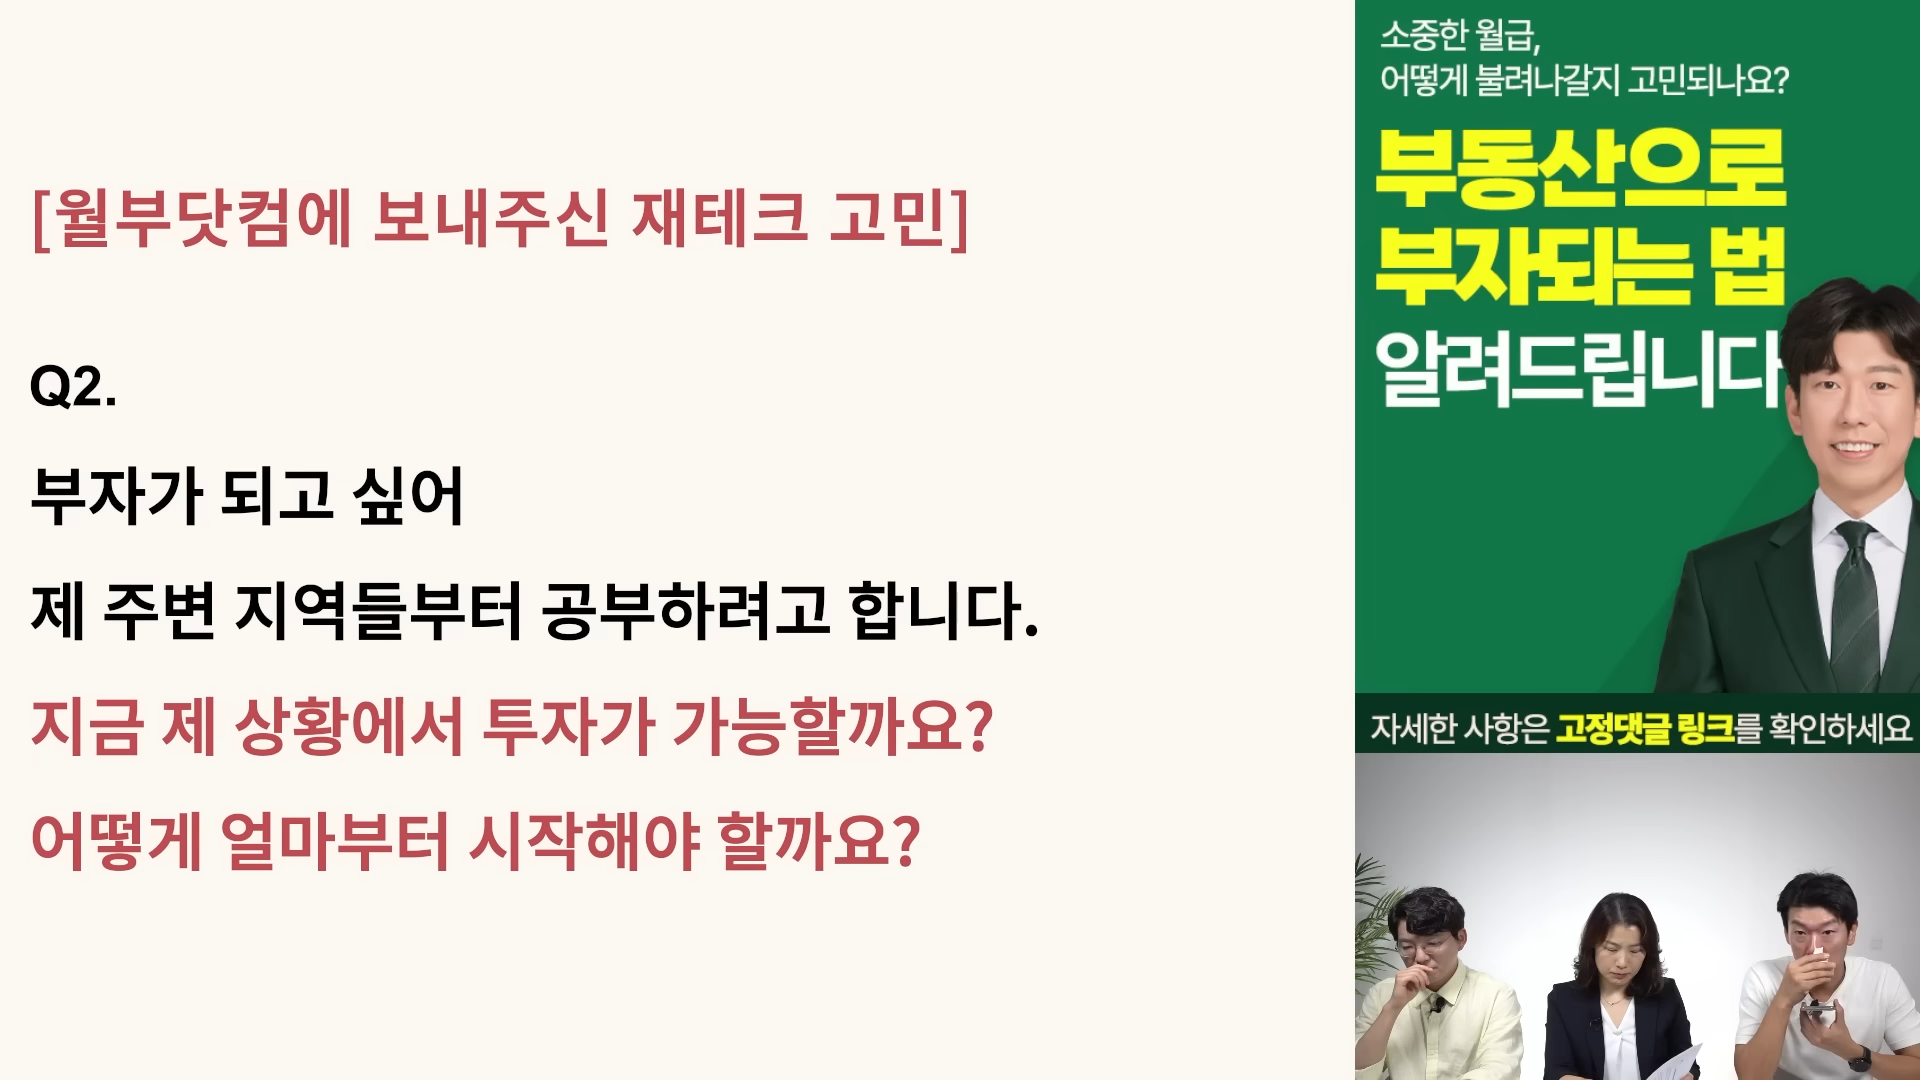 [월부닷컴에 보내주신 재테크 고민]
Q2.
부자가 되고 싶어
제 주변 지역들부터 공부하려고 합니다.
지금 제 상황에서 투자가 가능할까요?
어떻게 얼마부터 시작해야 할까요?
소중한 월급,
어떻게 불려나갈지 고민되나요?
부동산으로
부자되는 법
알려드립니다
자세한 사항은 고정댓글 링크를 확인하세요